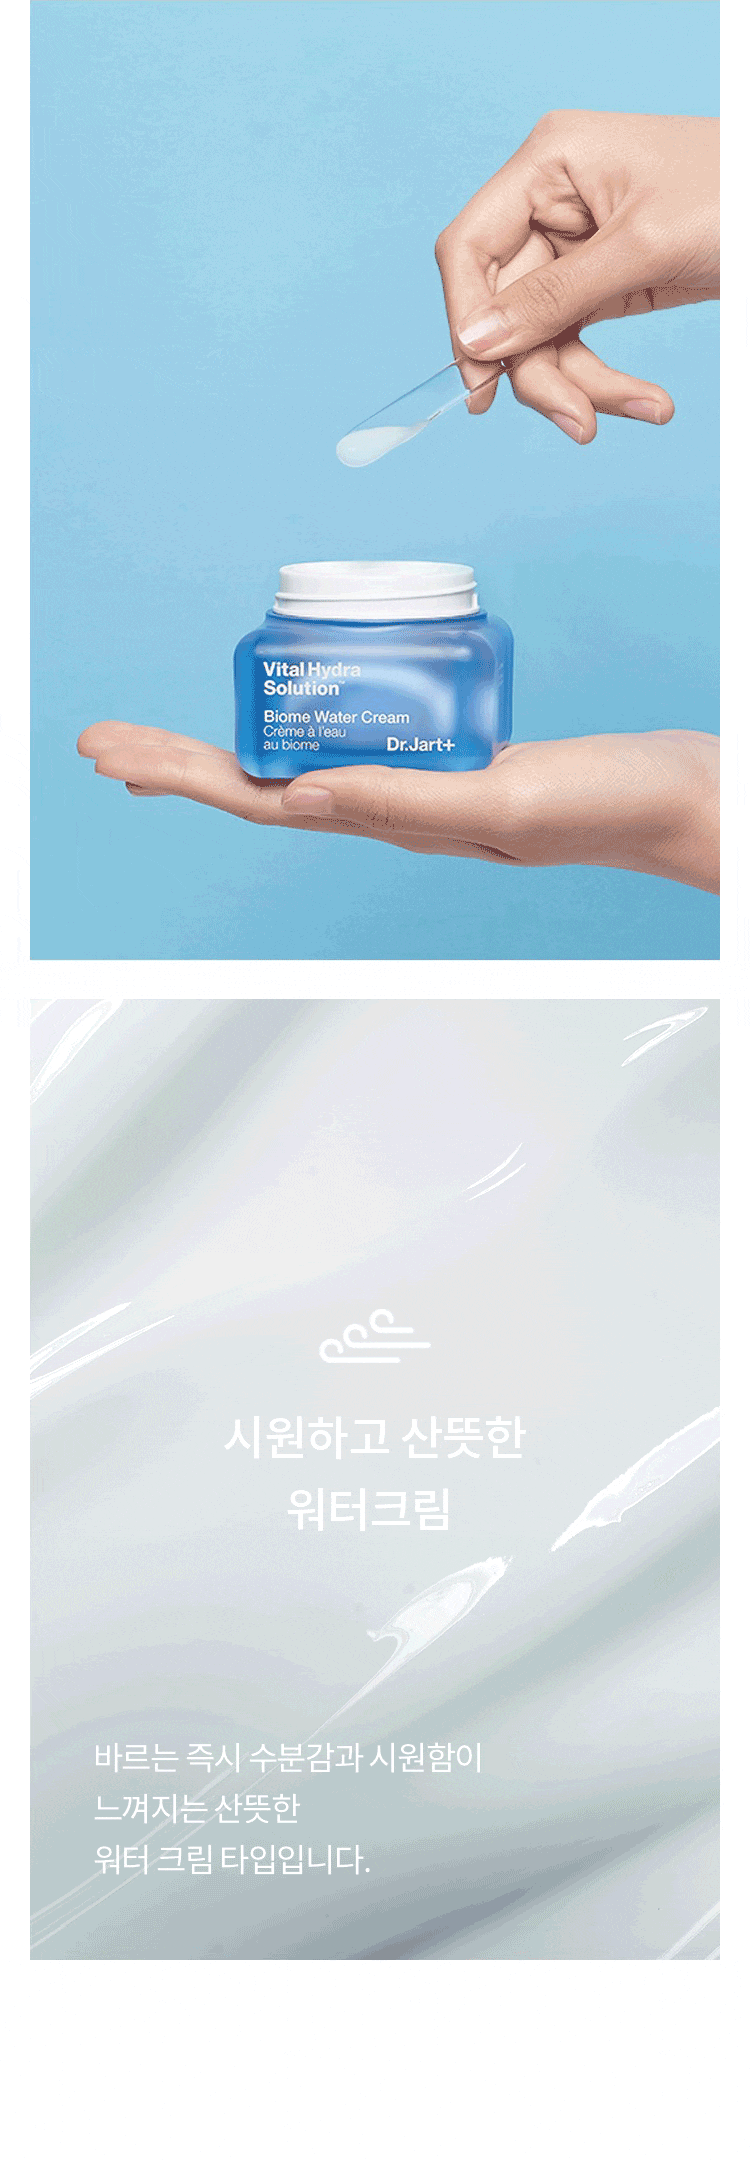 Vital Hydra
Solution™
Biome Water Cream
Crème à l'eau
au biome
Dr.Jart+
시원하고 산뜻한
워터크림
바르는 즉시 수분감과 시원함이
느껴지는 산뜻한
워터 크림 타입입니다.